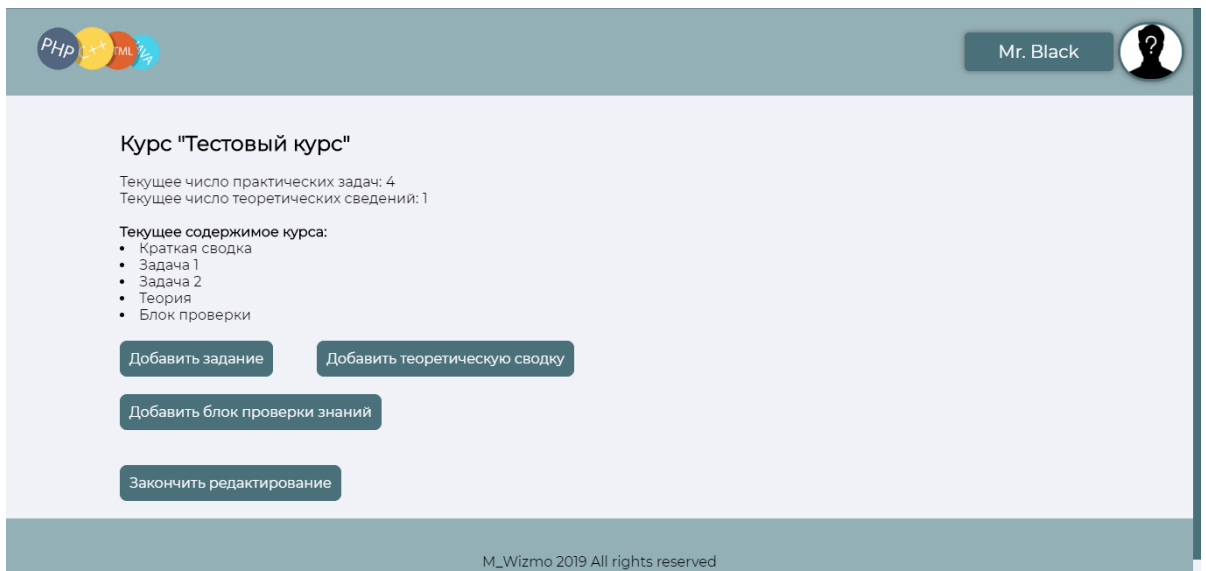 PHP C++ TML
Mr. Black
Курс "Тестовый курс"
Текущее число практических задач: 4
Текущее число теоретических сведений: 1
Текущее содержимое курса:
• Краткая сводка
• Задача 1
• Задача 2
• Теория
• Блок проверки
Добавить задание Добавить теоретическую сводку
Добавить блок проверки знаний
Закончить редактирование
M_Wizmo 2019 All rights reserved